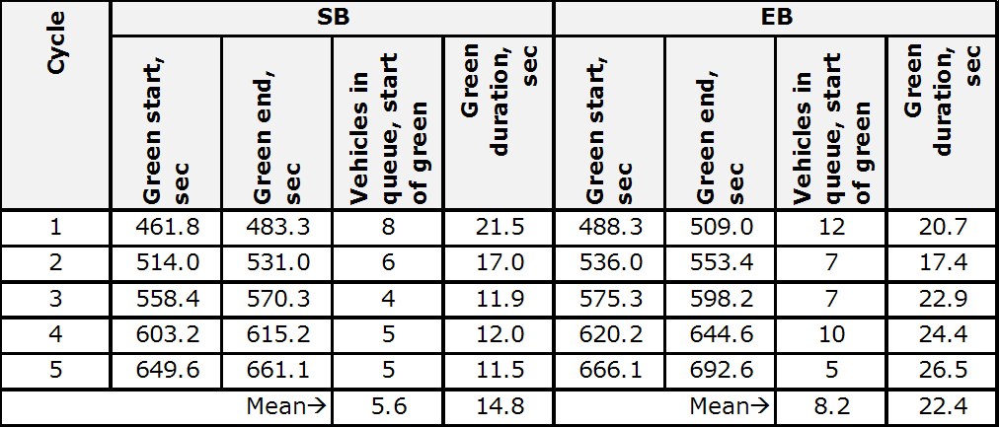 SB EB
Cycle
Green start,
sec
Green end,
sec
Vehicles in
queue, start
of green
Green
duration,
sec
Green start,
sec
Green end,
sec
Vehicles in
queue, start
of green
Green
duration,
sec
1 461.8 483.3 8 21.5 488.3 509.0 12 20.7
2 514.0 531.0 6 17.0 536.0 553.4 7 17.4
3 558.4 570.3 4 11.9 575.3 598.2 7 22.9
4 603.2 615.2 5 12.0 620.2 644.6 10 24.4
5 649.6 661.1 5 11.5 666.1 692.6 5 26.5
Mean→ 5.6 14.8 Mean→ 8.2 22.4